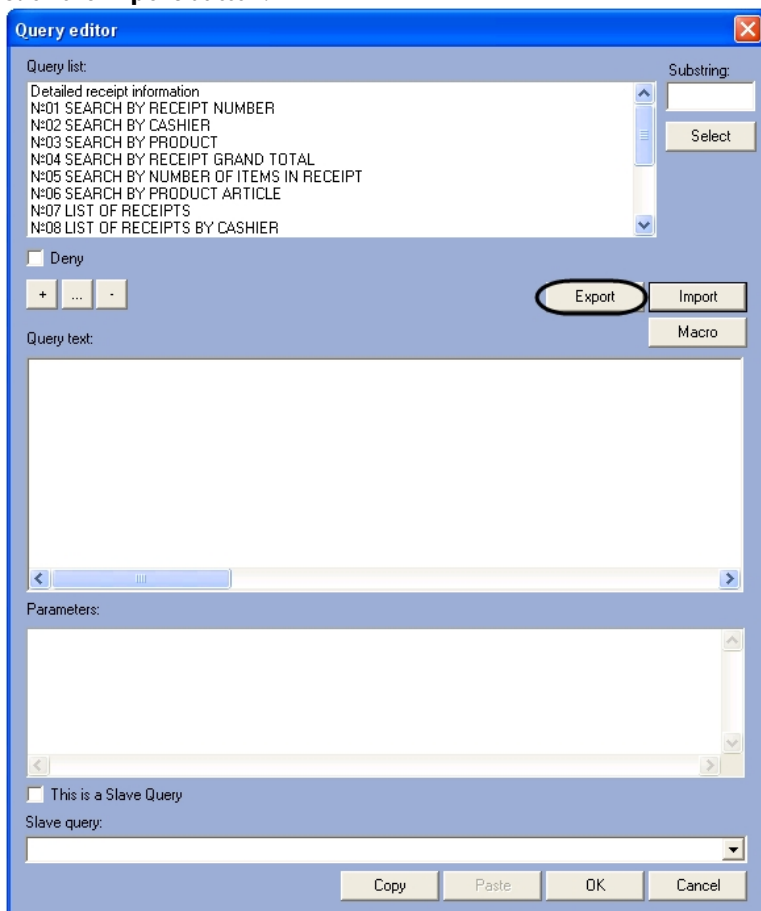 Query editor
Query list:
Substring:
Detailed receipt information
№01 SEARCH BY RECEIPT NUMBER
№02 SEARCH BY CASHIER
№03 SEARCH BY PRODUCT
Select
№04 SEARCH BY RECEIPT GRAND TOTAL
№05 SEARCH BY NUMBER OF ITEMS IN RECEIPT
№06 SEARCH BY PRODUCT ARTICLE
№07 LIST OF RECEIPTS
№08 LIST OF RECEIPTS BY CASHIER
Deny
+ ... - Export Import
Macro
Query text:
Parameters:
This is a Slave Query
Slave query:
Copy Paste OK Cancel